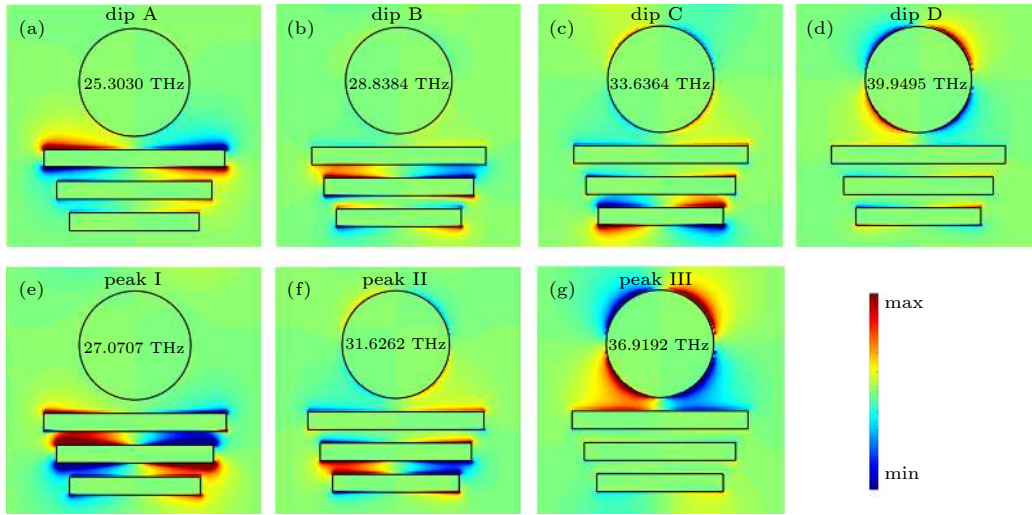 dip A
(a)
25.3030 THz
dip B
(b)
28.8384 THz
dip C
(c)
33.6364 THz
dip D
(d)
39.9495 THz
peak I
(e)
27.0707 THz
peak II
(f)
31.6262 THz
peak III
(g)
36.9192 THz
max
min